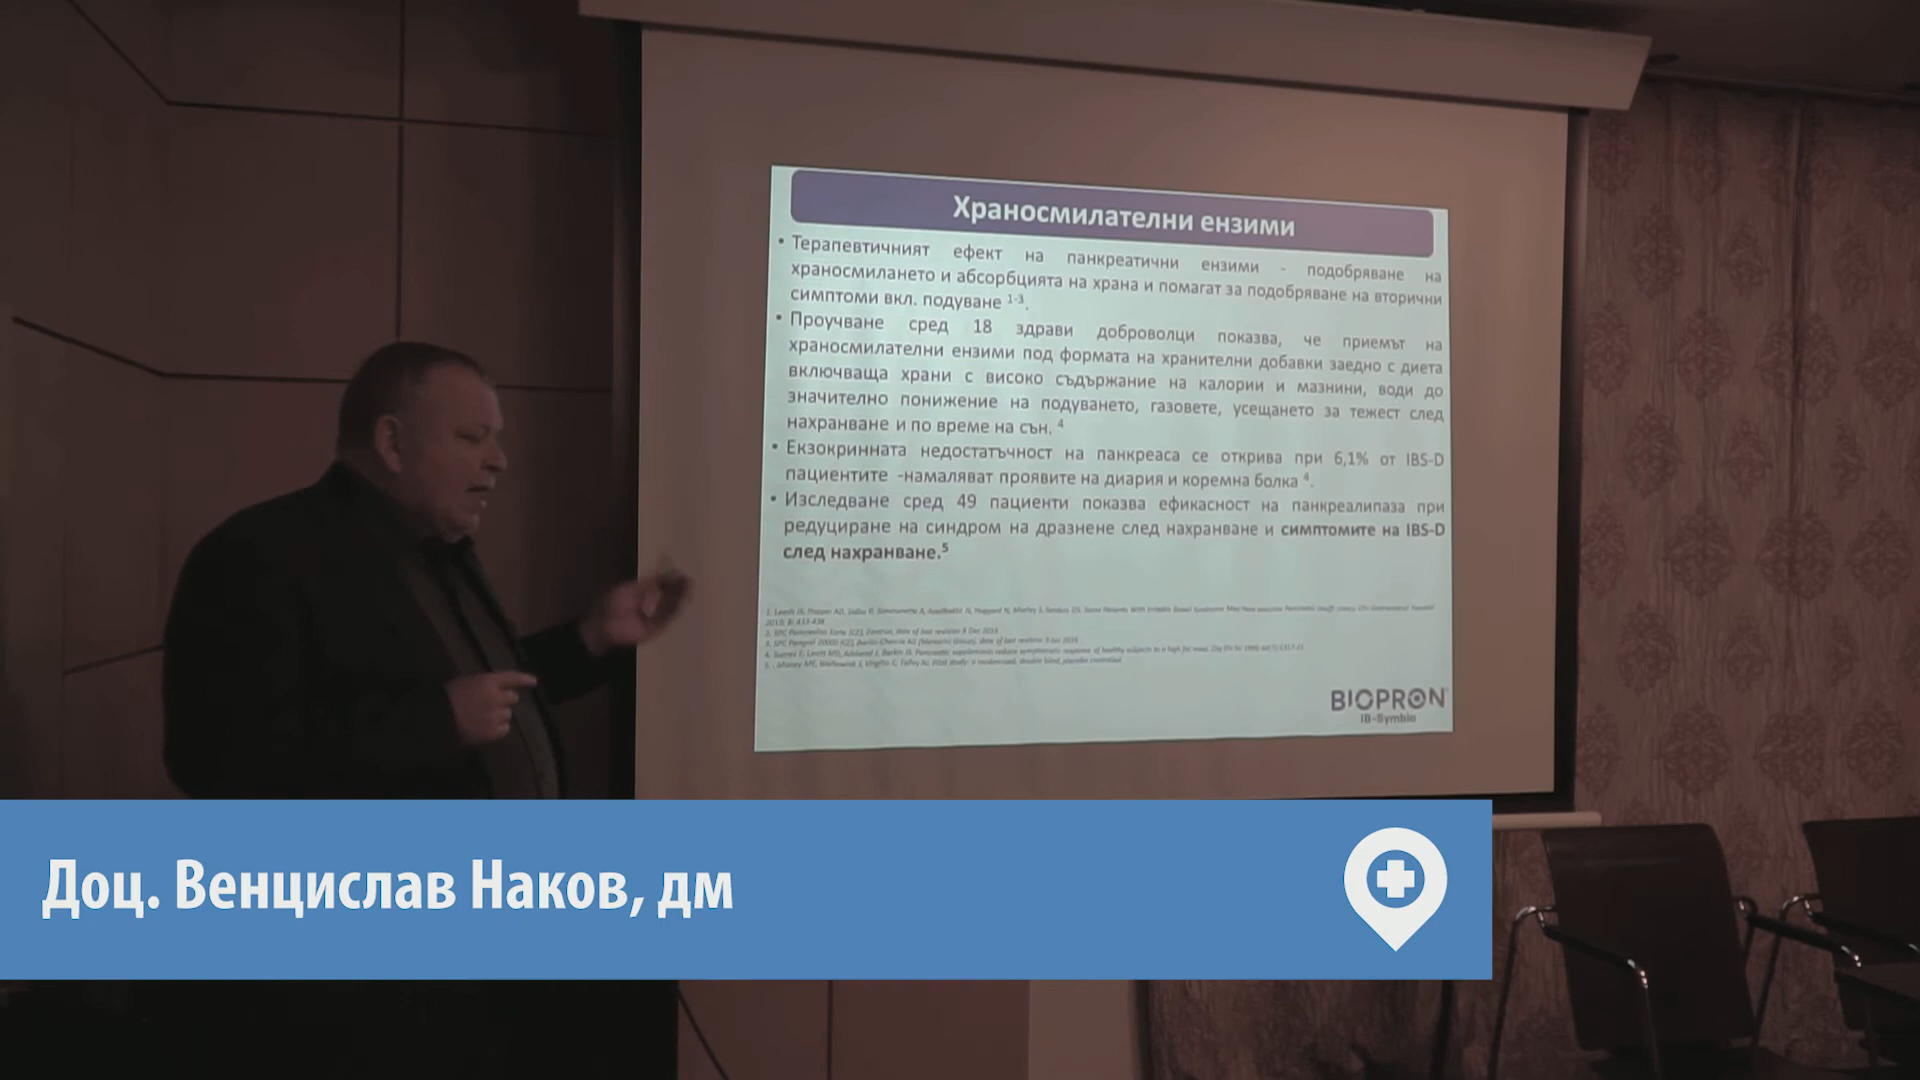 Храносмилателни ензими
• Терапевтичният ефект на панкреатични ензими - подобряване на
храносмилането и абсорбцията на храна и помагат за подобряване на вторични
симптоми вкл. подуване 1-3.
• Проучване сред 18 здрави доброволци показва, че приемът на
храносмилателни ензими под формата на хранителни добавки заедно с диета
включваща храни с високо съдържание на калории и мазнини, води до
значително понижение на подуването, газовете, усещането за тежест след
нахранване и по време на сън. 4
• Екзокринната недостатъчност на панкреаса се открива при 6,1% от IBS-D
пациентите -намаляват проявите на диария и коремна болка 4.
• Изследване сред 49 пациенти показва ефикасност на панкреалипаза при
редуциране на синдром на дразнене след нахранване и симптомите на IBS-D
след нахранване.5
BIOPRON
IB-Symbio
Доц. Венцислав Наков, дм